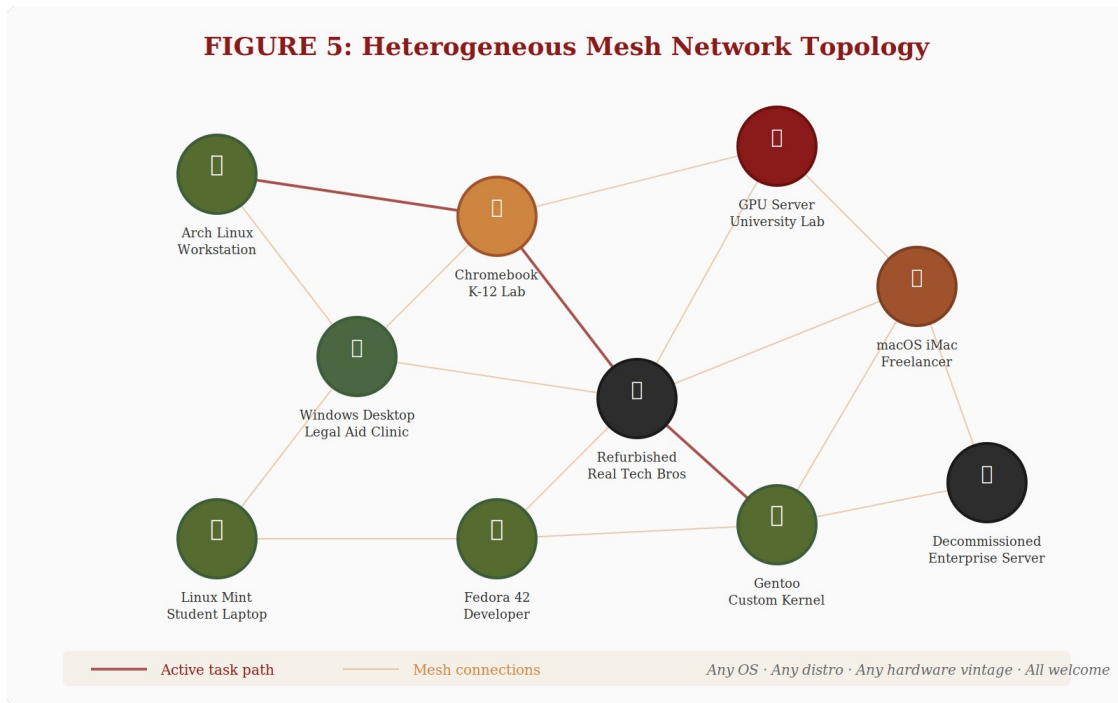 FIGURE 5: Heterogeneous Mesh Network Topology
Arch Linux
Workstation
Chromebook
K-12 Lab
GPU Server
University Lab
macOS iMac
Freelancer
Windows Desktop
Legal Aid Clinic
Refurbished
Real Tech Bros
Decommissioned
Enterprise Server
Linux Mint
Student Laptop
Fedora 42
Developer
Gentoo
Custom Kernel
Active task path
Mesh connections
Any OS · Any distro · Any hardware vintage · All welcome